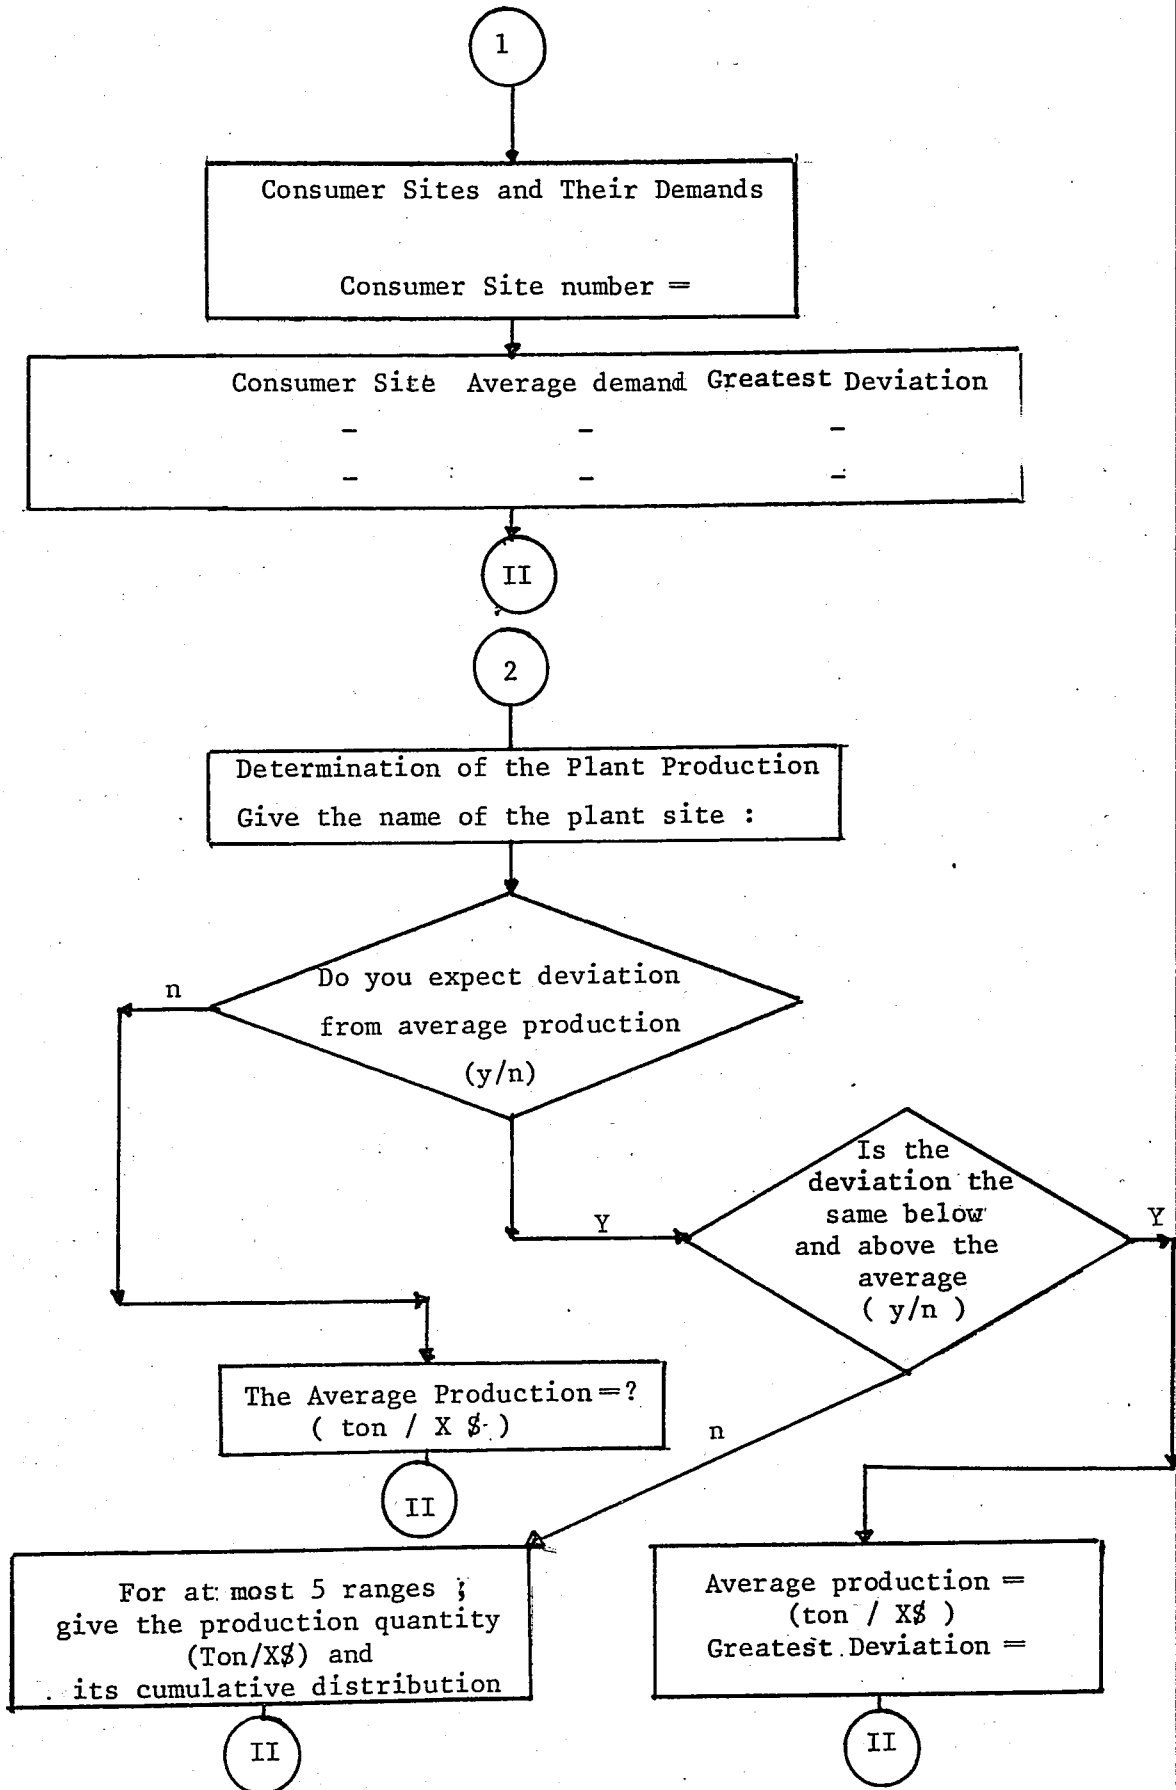 1
Consumer Sites and Their Demands
Consumer Site number =
Consumer Site Average demand Greatest Deviation
- - -
- - -
II
2
Determination of the Plant Production
Give the name of the plant site :
Do you expect deviation
from average production
(y/n)
n
Y
Is the
deviation the
same below
and above the
average
( y/n )
Y
n
The Average Production =?
( ton / X $ )
II
For at most 5 ranges ;
give the production quantity
(Ton/X$) and
its cumulative distribution
II
Average production =
(ton / X$ )
Greatest Deviation =
II